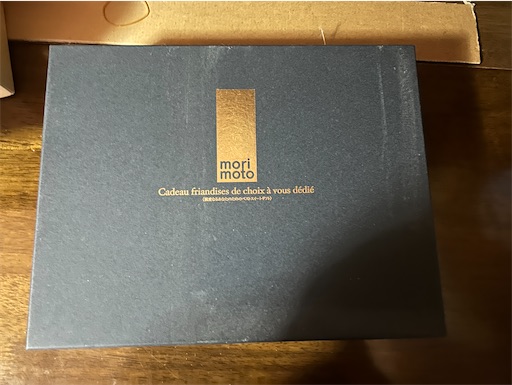 mori
moto
Cadeau friandises de choix à vous dédié